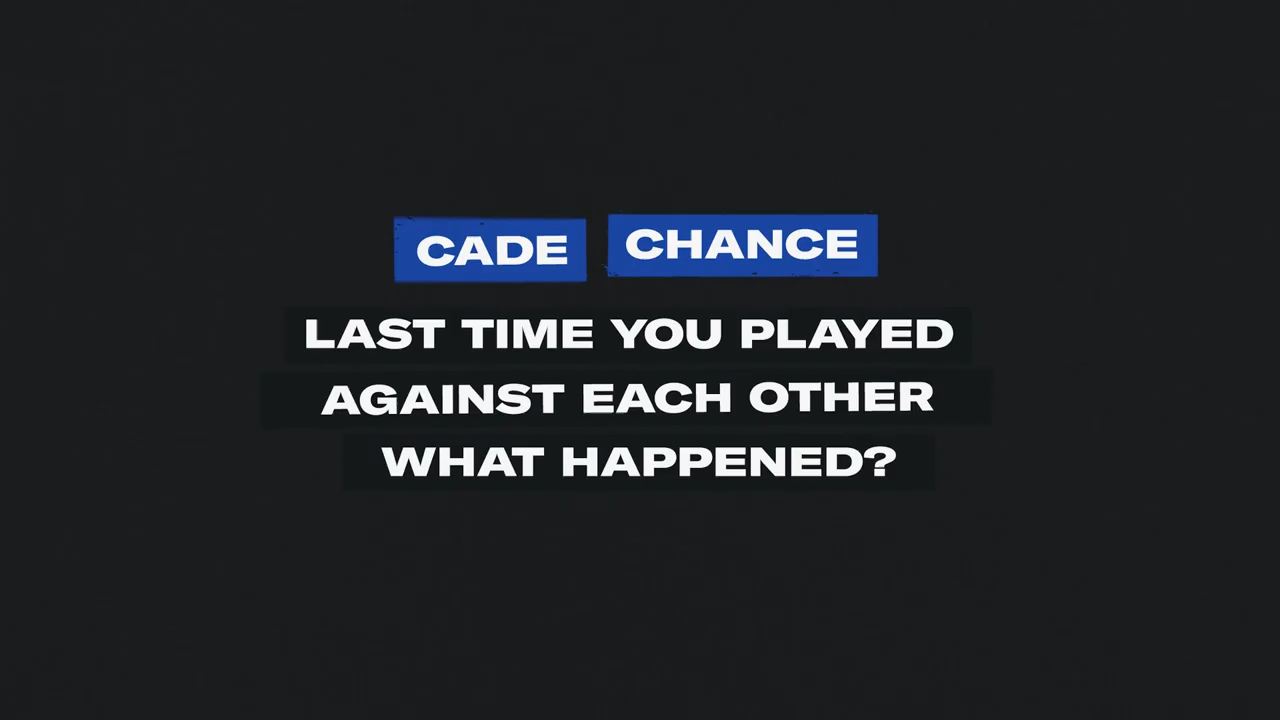 CADE CHANCE
LAST TIME YOU PLAYED
AGAINST EACH OTHER
WHAT HAPPENED?